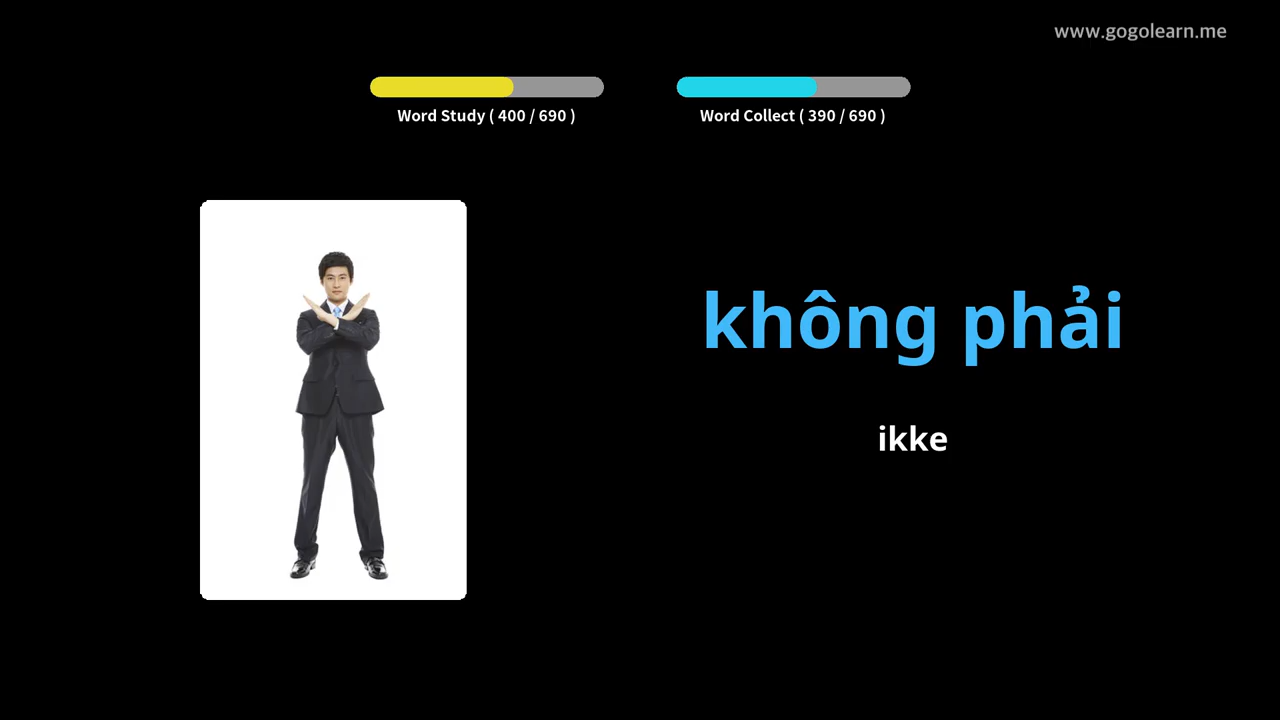 www.gogolearn.me
Word Study ( 400 / 690 )
Word Collect ( 390 / 690 )
không phải
ikke